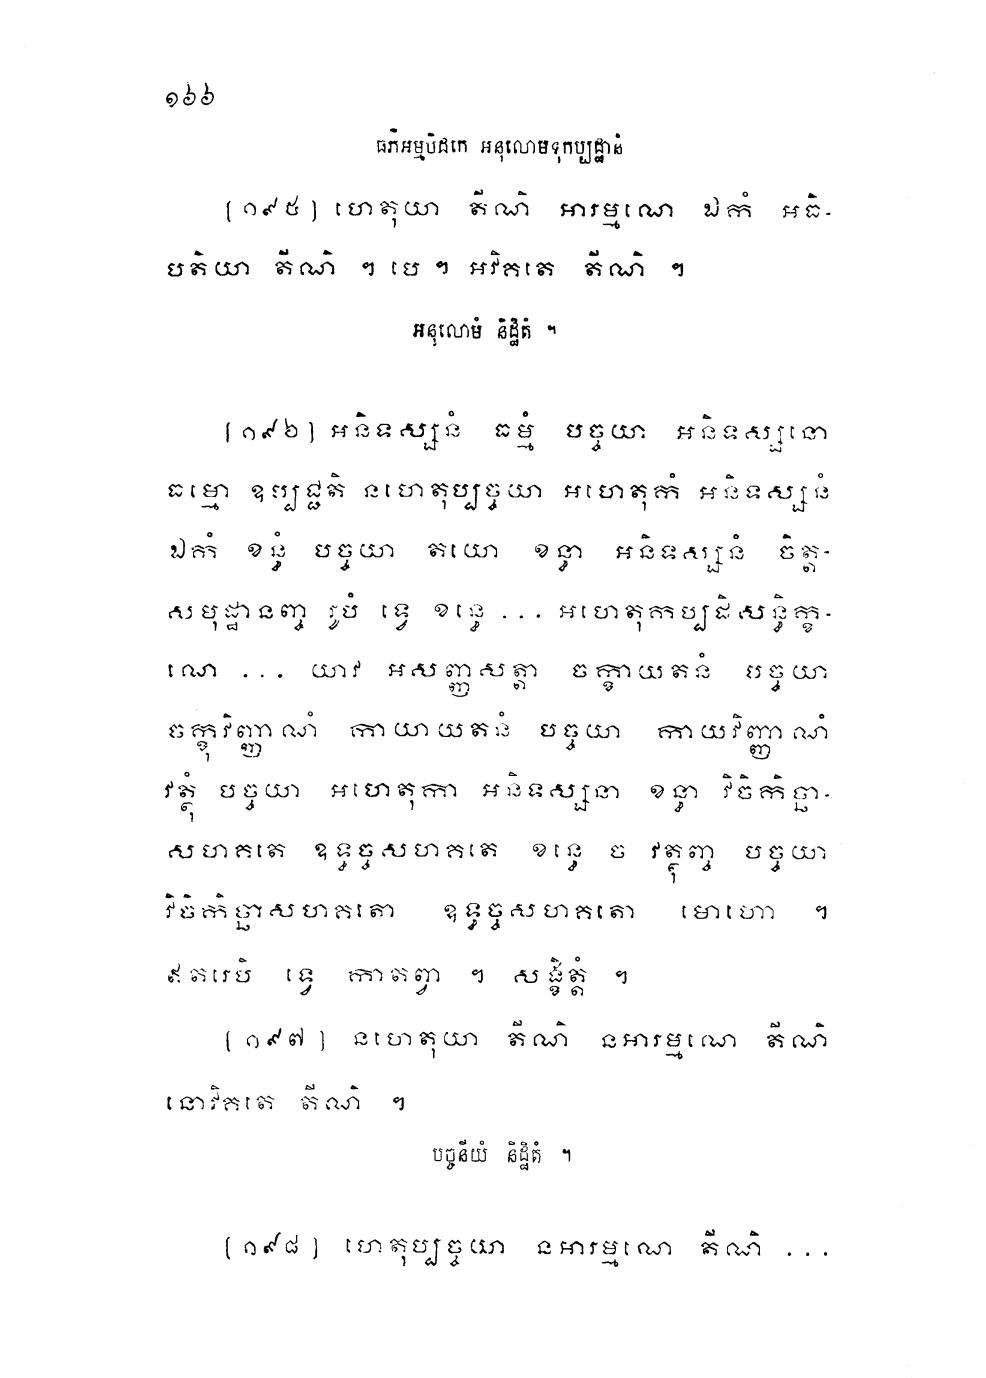 ១៦៦
ធភិអម្មបិដកេ អនុលោមទុកប្បដ្ឋានំ
(១៩៥) ហេតុយា តីណិ អារម្មណេ ឯកំ អធិ-
បតិយា តីណិ ។ បេ ។ អវិគតេ តីណិ ។
អនុលោមំ និដ្ឋិតំ ។
(១៩៦) អនិទស្សនំ ធម្មំ បច្ចយា អនិទស្សនោ
ធម្មោ ឧប្បជ្ជតិ នហេតុប្បច្ចយា អហេតុកំ អនិទស្សនំ
ឯកំ ខន្ធំ បច្ចយា តយោ ខន្ធា អនិទស្សនំ ចិត្ត-
សមុដ្ឋានញ្ច រូបំ ទ្វេ ខន្ធេ ... អហេតុកប្បដិសន្ធិក្ខ-
ណេ ... យាវ អសញ្ញសត្តា ចក្ខាយតនំ បច្ចយា
ចក្ខុវិញ្ញាណំ កាយាយតនំ បច្ចយា កាយវិញ្ញាណំ
វត្ថុំ បច្ចយា អហេតុកា អនិទស្សនា ខន្ធា វិចិកិច្ឆា-
សហគតេ ឧទ្ធច្ចសហគតេ ខន្ធេ ច វត្ថុញ្ច បច្ចយា
វិចិកិច្ឆាសហគតោ ឧទ្ធច្ចសហគតោ មោហោ ។
ឥតរេបិ ទ្វេ កាតព្វា ។ សង្ខិត្តំ ។
(១៩៧) នហេតុយា តីណិ នអារម្មណេ តីណិ
នោវិគតេ តីណិ ។
បច្ចនីយំ និដ្ឋិតំ ។
(១៩៨) ហេតុប្បច្ចយា នអារម្មណេ តីណិ ...